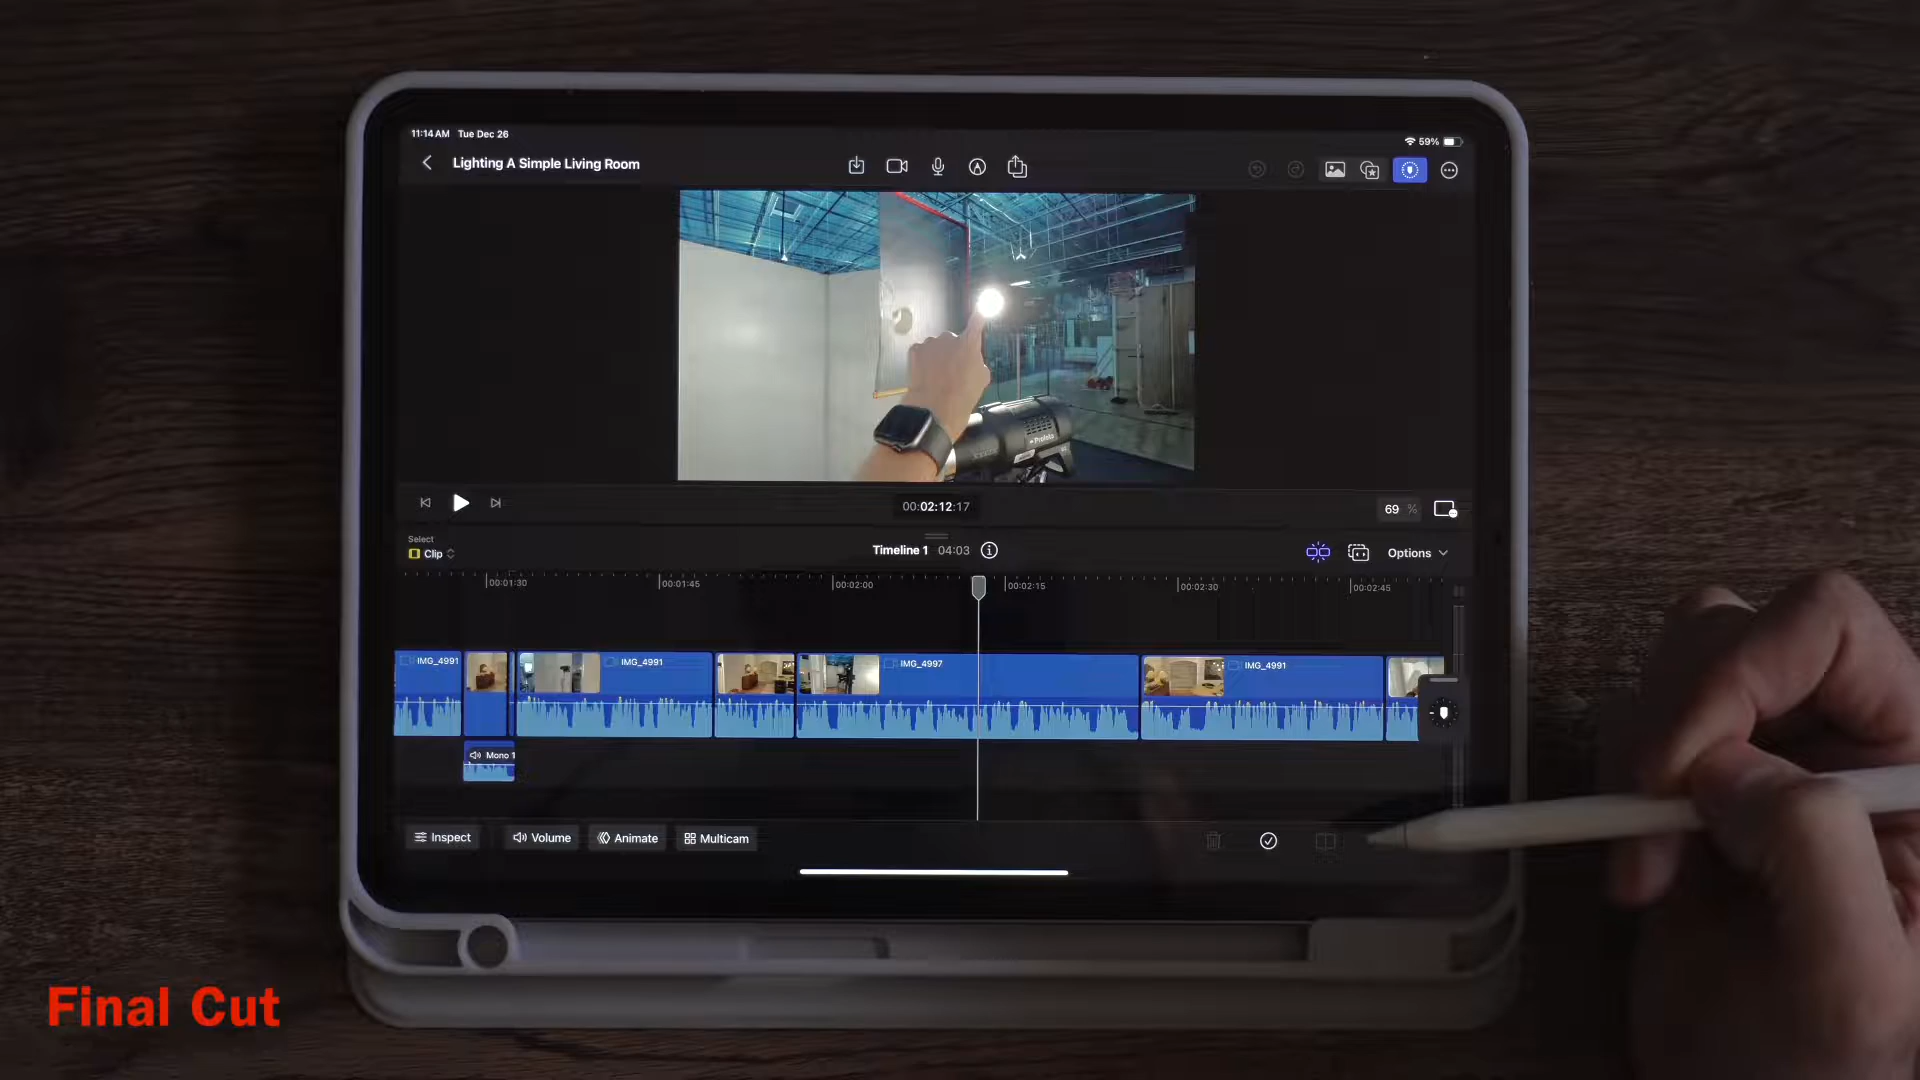 11:14 AM Tue Dec 26
59%
Lighting A Simple Living Room
Profoto
00:02:12:17
69 %
Select
Clip
Timeline 1 04:03
Options
00:01:30
00:01:45
00:02:00
00:02:15
00:02:30
00:02:45
IMG_4991
IMG_4991
IMG_4997
IMG_4991
Mono 1
Inspect
Volume
Animate
Multicam
Final Cut